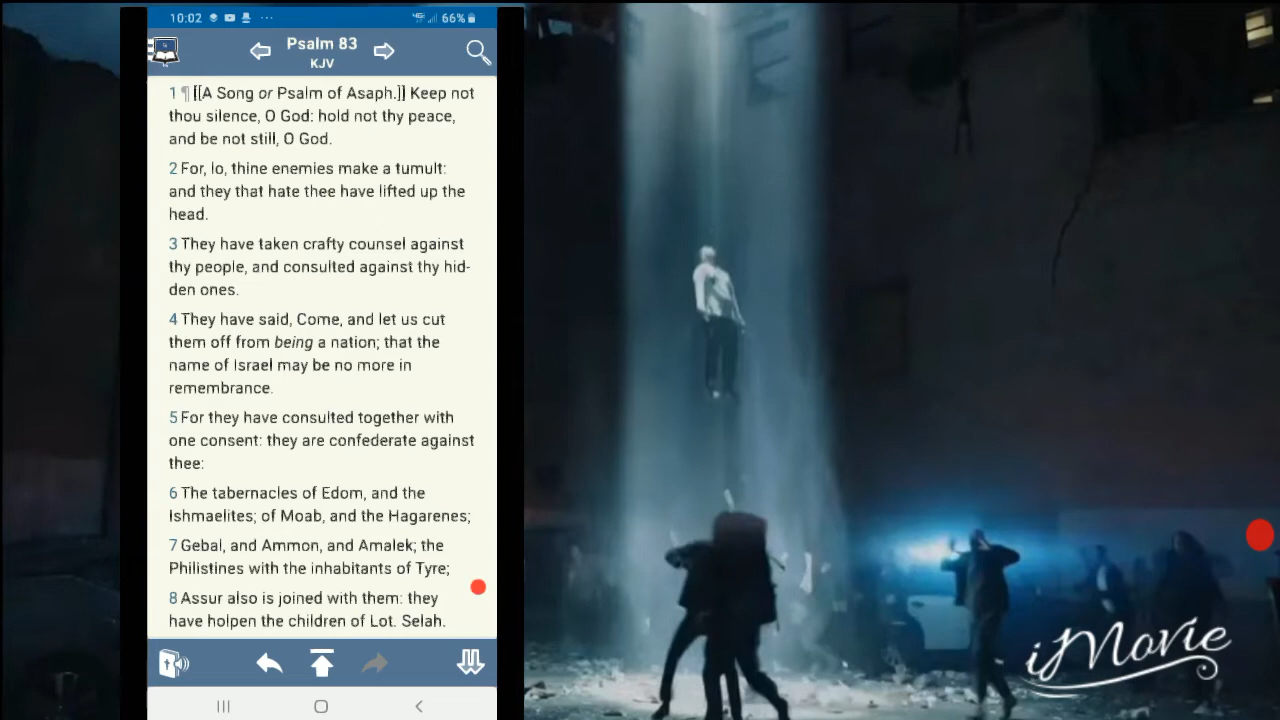 10:02
66%
Psalm 83
KJV
1 ¶ [[A Song or Psalm of Asaph.]] Keep not
thou silence, O God: hold not thy peace,
and be not still, O God.
2 For, lo, thine enemies make a tumult:
and they that hate thee have lifted up the
head.
3 They have taken crafty counsel against
thy people, and consulted against thy hid-
den ones.
4 They have said, Come, and let us cut
them off from being a nation; that the
name of Israel may be no more in
remembrance.
5 For they have consulted together with
one consent: they are confederate against
thee:
6 The tabernacles of Edom, and the
Ishmaelites; of Moab, and the Hagarenes;
7 Gebal, and Ammon, and Amalek; the
Philistines with the inhabitants of Tyre;
8 Assur also is joined with them: they
have holpen the children of Lot. Selah.
iMovie